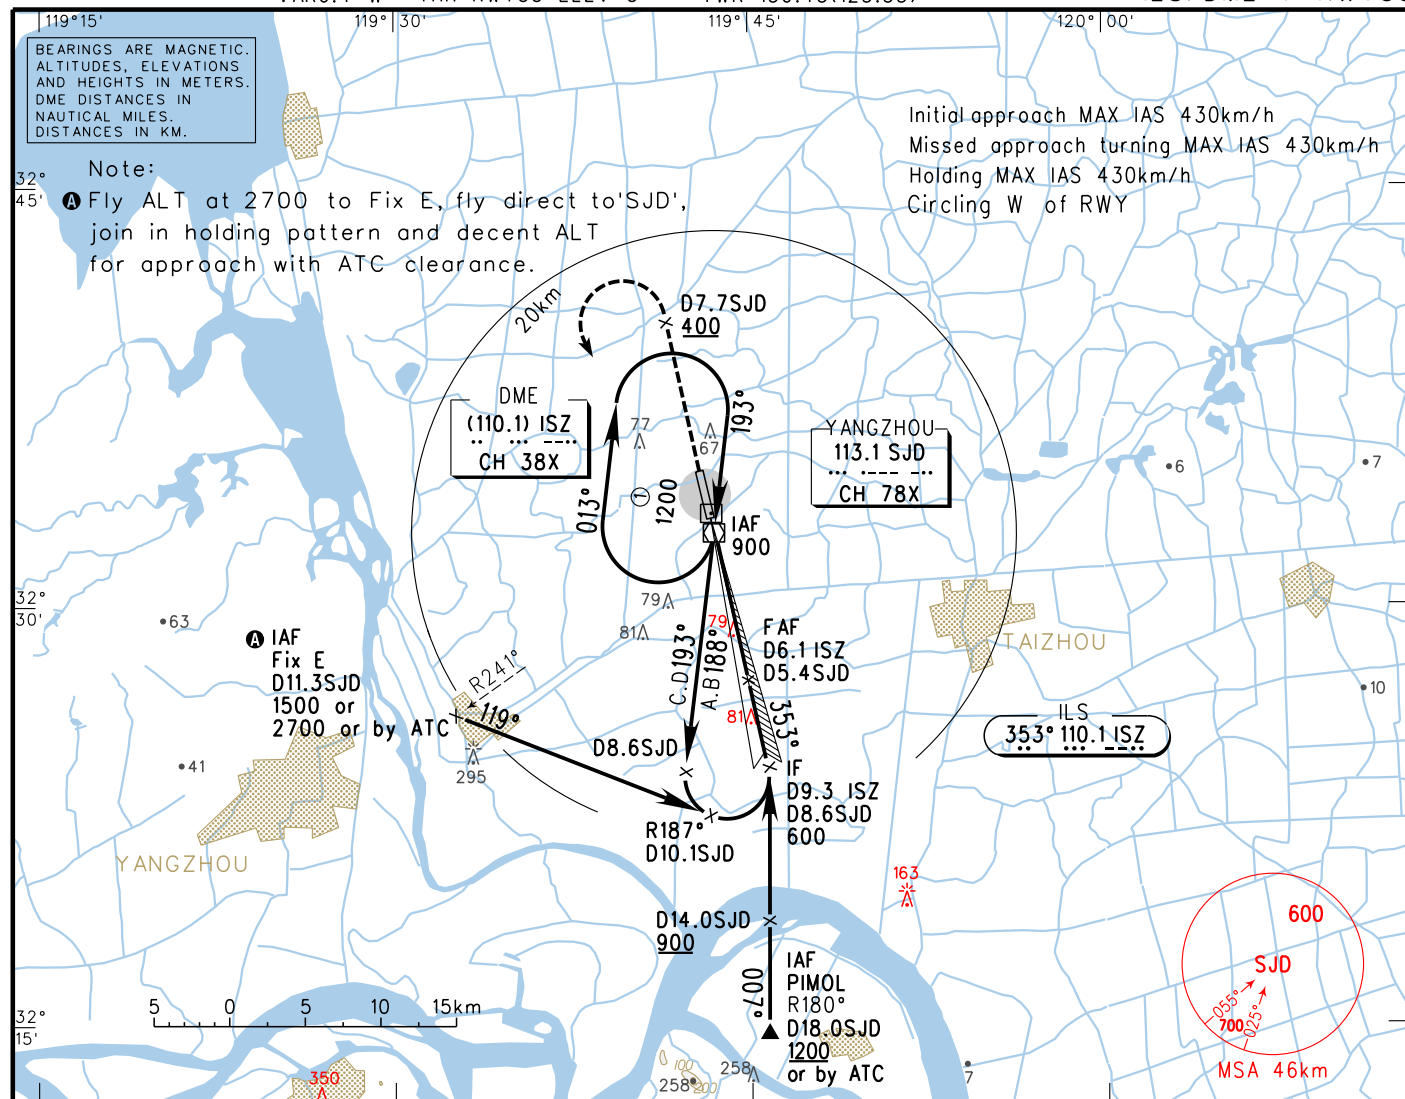 119°15'
119°30'
119°45'
120°00'
BEARINGS ARE MAGNETIC.
ALTITUDES, ELEVATIONS
AND HEIGHTS IN METERS.
DME DISTANCES IN
NAUTICAL MILES.
DISTANCES IN KM.
Initial approach MAX IAS 430km/h
Missed approach turning MAX IAS 430km/h
Holding MAX IAS 430km/h
Circling W of RWY
Note:
A Fly ALT at 2700 to Fix E, fly direct to'SJD',
join in holding pattern and decent ALT
for approach with ATC clearance.
32°
45'
20km
D7.7SJD
400
DME
(110.1) ISZ
CH 38X
77
67
193°
YANGZHOU
113.1 SJD
CH 78X
6
7
013°
1
1200
IAF
900
32°
30'
63
79
81
79
A IAF
Fix E
D11.3SJD
1500 or
2700 or by ATC
R241°
119°
C.D193°
A.B188°
FAF
D6.1 ISZ
D5.4SJD
TAIZHOU
10
81
353°
ILS
353° 110.1 ISZ
41
295
D8.6SJD
IF
D9.3 ISZ
D8.6SJD
600
R187°
D10.1SJD
YANGZHOU
163
D14.0SJD
900
600
SJD
055°
025°
700
MSA 46km
IAF
PIMOL
R180°
D18.0SJD
1200
or by ATC
007°
5 0 5 10 15km
32°
15'
350
100
200
258
258
7